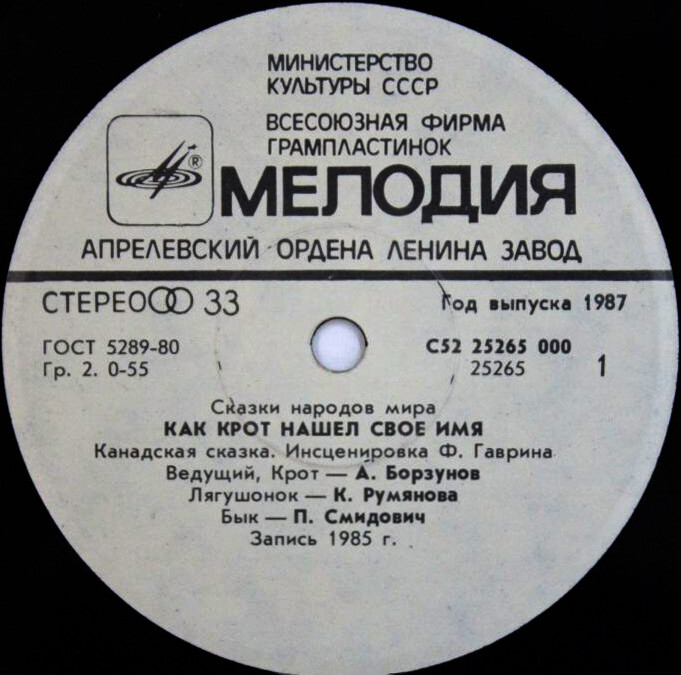 МИНИСТЕРСТВО
КУЛЬТУРЫ СССР
ВСЕСОЮЗНАЯ ФИРМА
ГРАМПЛАСТИНОК
®
МЕЛОДИЯ
АПРЕЛЕВСКИЙ ОРДЕНА ЛЕНИНА ЗАВОД
СТЕРЕО 33
Год выпуска 1987
ГОСТ 5289-80
Гр. 2. 0-55
С52 25265 000
25265
1
Сказки народов мира
КАК КРОТ НАШЕЛ СВОЕ ИМЯ
Канадская сказка. Инсценировка Ф. Гаврина
Ведущий, Крот — А. Борзунов
Лягушонок — К. Румянова
Бык — П. Смидович
Запись 1985 г.